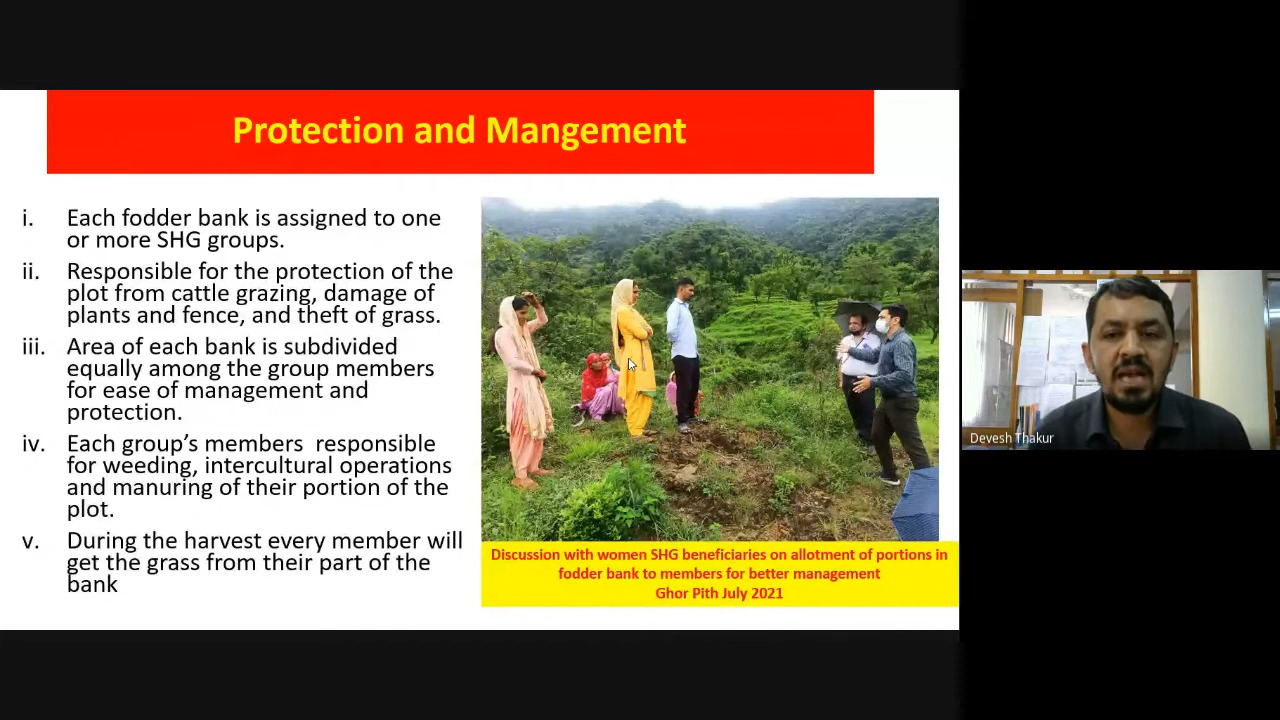 Protection and Mangement
i. Each fodder bank is assigned to one
or more SHG groups.
ii. Responsible for the protection of the
plot from cattle grazing, damage of
plants and fence, and theft of grass.
iii. Area of each bank is subdivided
equally among the group members
for ease of management and
protection.
iv. Each group's members responsible
for weeding, intercultural operations
and manuring of their portion of the
plot.
v. During the harvest every member will
get the grass from their part of the
bank
Discussion with women SHG beneficiaries on allotment of portions in
fodder bank to members for better management
Ghor Pith July 2021
Devesh Thakur